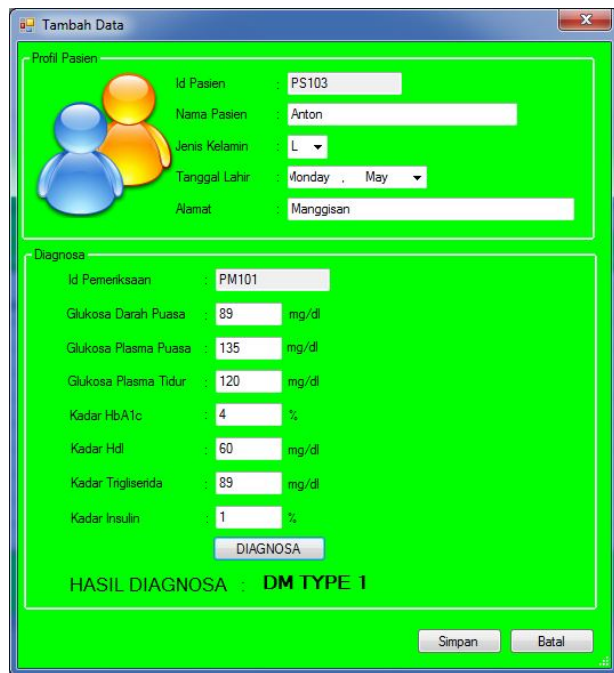 Tambah Data
Profil Pasien
Id Pasien : PS103
Nama Pasien : Anton
Jenis Kelamin : L
Tanggal Lahir : Monday , May
Alamat : Manggisan
Diagnosa
Id Pemeriksaan : PM101
Glukosa Darah Puasa : 89 mg/dl
Glukosa Plasma Puasa : 135 mg/dl
Glukosa Plasma Tidur : 120 mg/dl
Kadar HbA1c : 4 %
Kadar Hdl : 60 mg/dl
Kadar Trigliserida : 89 mg/dl
Kadar Insulin : 1 %
DIAGNOSA
HASIL DIAGNOSA : DM TYPE 1
Simpan Batal